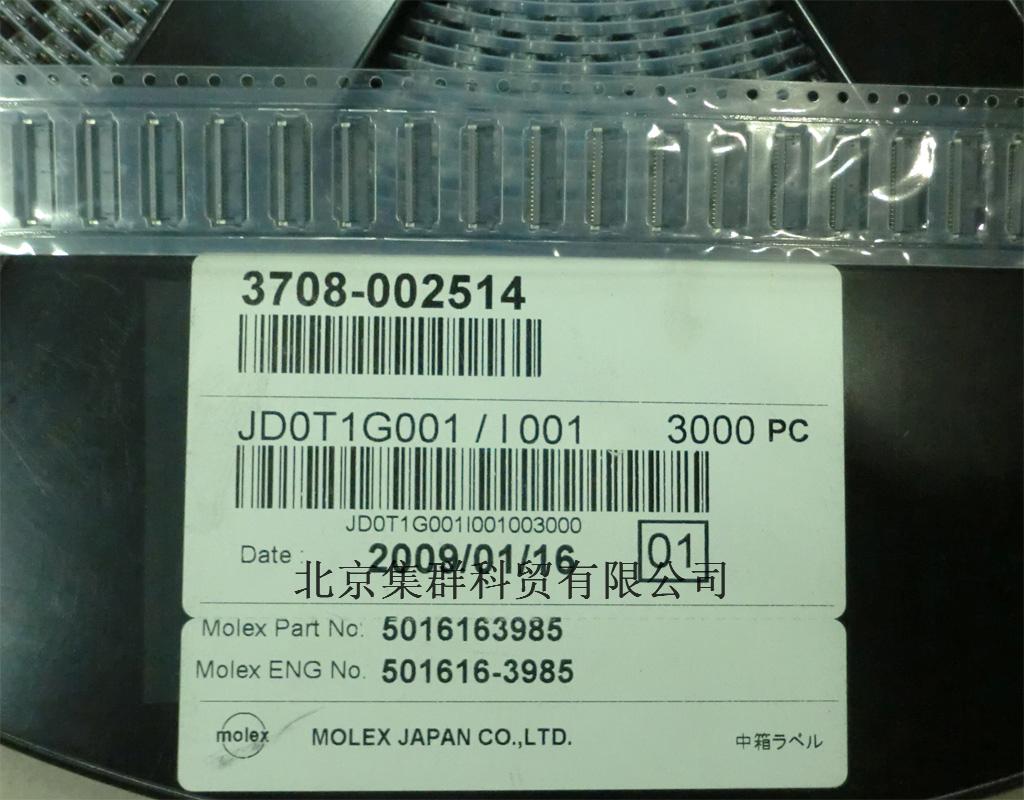 3708-002514
JD0T1G001 / I 001 3000 PC
JD0T1G001I001003000
Date : 2009/01/16 01
北京集群科贸有限公司
Molex Part No: 5016163985
Molex ENG No. 501616-3985
molex MOLEX JAPAN CO.,LTD. 中箱ラベル